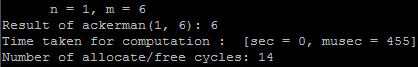 n = 1, m = 6
Result of ackerman(1, 6): 6
Time taken for computation :  [sec = 0, musec = 455]
Number of allocate/free cycles: 14